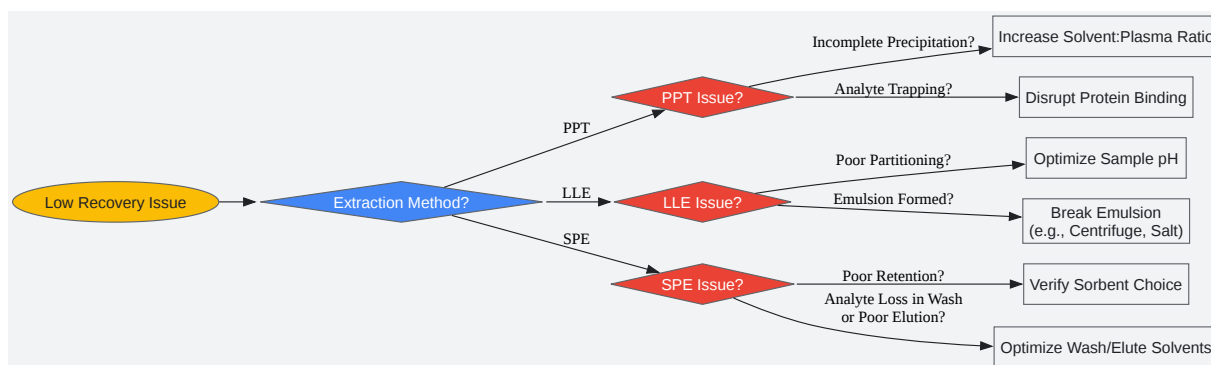 Low Recovery Issue
Extraction Method?
PPT
LLE
SPE
PPT Issue?
LLE Issue?
SPE Issue?
Incomplete Precipitation?
Analyte Trapping?
Poor Partitioning?
Emulsion Formed?
Poor Retention?
Analyte Loss in Wash
or Poor Elution?
Increase Solvent:Plasma Ratio
Disrupt Protein Binding
Optimize Sample pH
Break Emulsion
(e.g., Centrifuge, Salt)
Verify Sorbent Choice
Optimize Wash/Elute Solvents